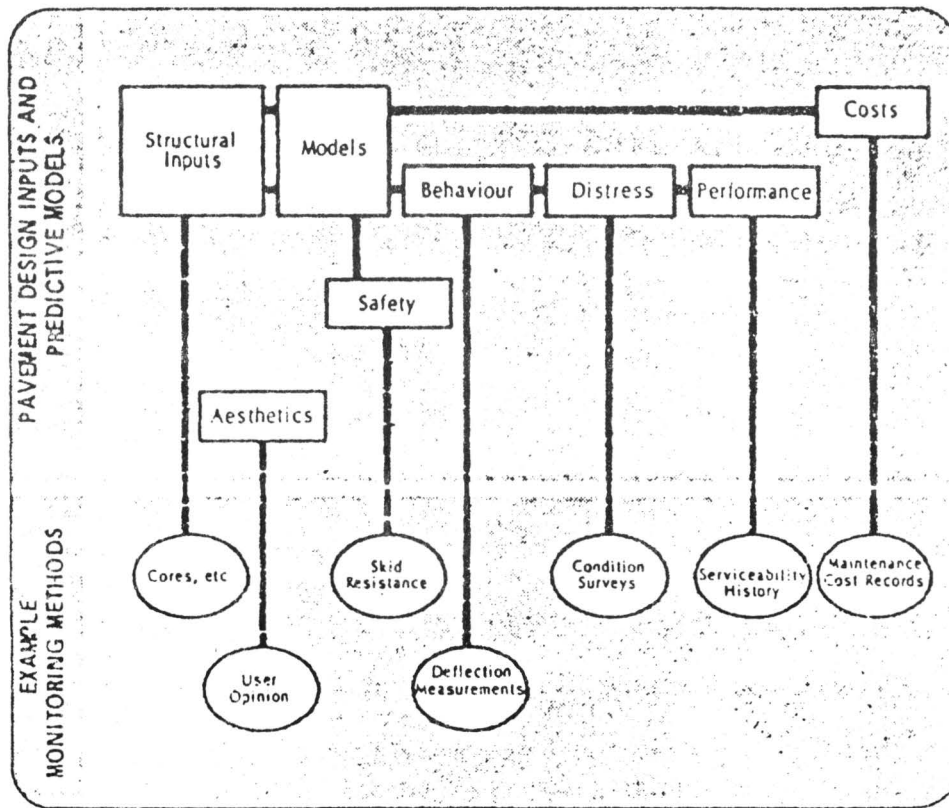 PAVEMENT DESIGN INPUTS AND
PREDICTIVE MODELS
Structural
Inputs
Models
Costs
Behaviour
Distress
Performance
Safety
Aesthetics
EXAMPLE
MONITORING METHODS
Cores, etc
Skid
Resistance
Condition
Surveys
Serviceability
History
Maintenance
Cost Records
User
Opinion
Deflection
Measurements